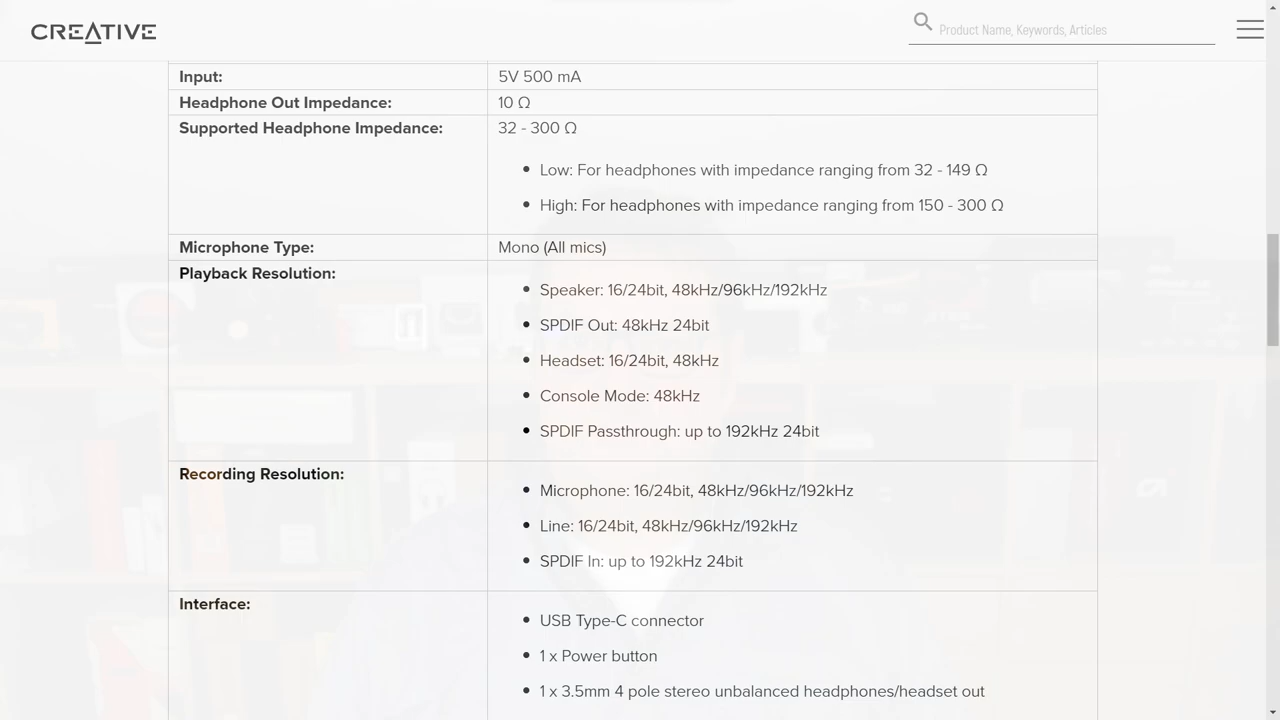 CREATIVE
Product Name, Keywords, Articles
Input: 5V 500 mA
Headphone Out Impedance: 10 Ω
Supported Headphone Impedance: 32 - 300 Ω
• Low: For headphones with impedance ranging from 32 - 149 Ω
• High: For headphones with impedance ranging from 150 - 300 Ω
Microphone Type: Mono (All mics)
Playback Resolution:
• Speaker: 16/24bit, 48kHz/96kHz/192kHz
• SPDIF Out: 48kHz 24bit
• Headset: 16/24bit, 48kHz
• Console Mode: 48kHz
• SPDIF Passthrough: up to 192kHz 24bit
Recording Resolution:
• Microphone: 16/24bit, 48kHz/96kHz/192kHz
• Line: 16/24bit, 48kHz/96kHz/192kHz
• SPDIF In: up to 192kHz 24bit
Interface:
• USB Type-C connector
• 1 x Power button
• 1 x 3.5mm 4 pole stereo unbalanced headphones/headset out